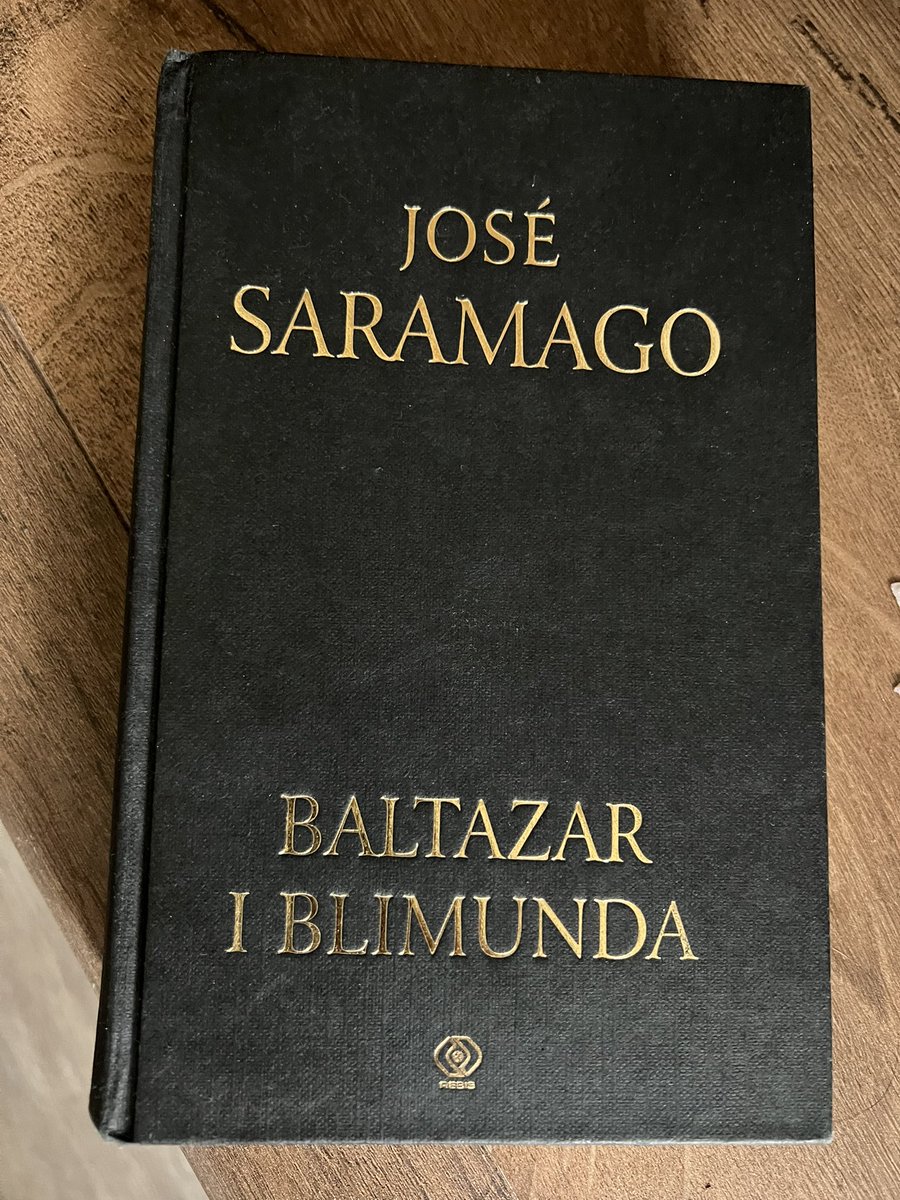 JOSÉ
SARAMAGO
BALTAZAR
I BLIMUNDA
REBIS